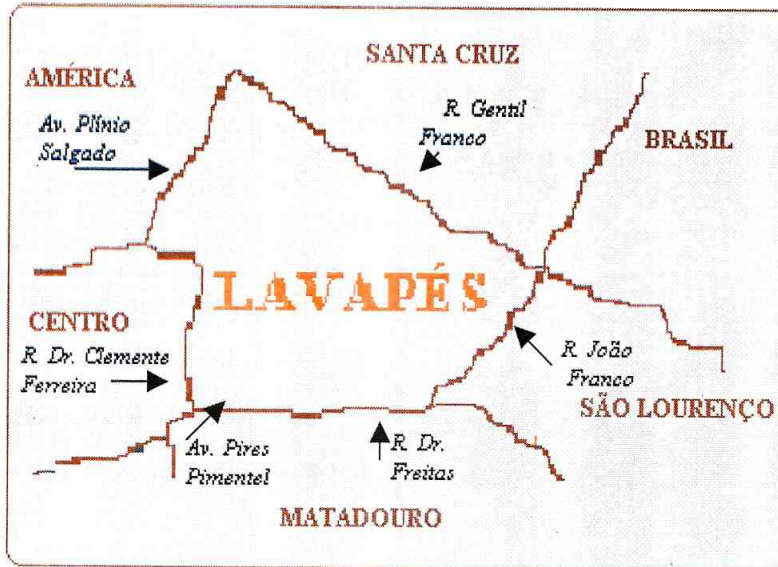 SANTA CRUZ
AMÉRICA
Av. Plínio
Salgado
R. Gentil
Franco
BRASIL
LAVAPÉS
CENTRO
R. Dr. Clemente
Ferreira
R. João
Franco
SÃO LOURENÇO
Av. Pires
Pimentel
R. Dr.
Freitas
MATADOURO